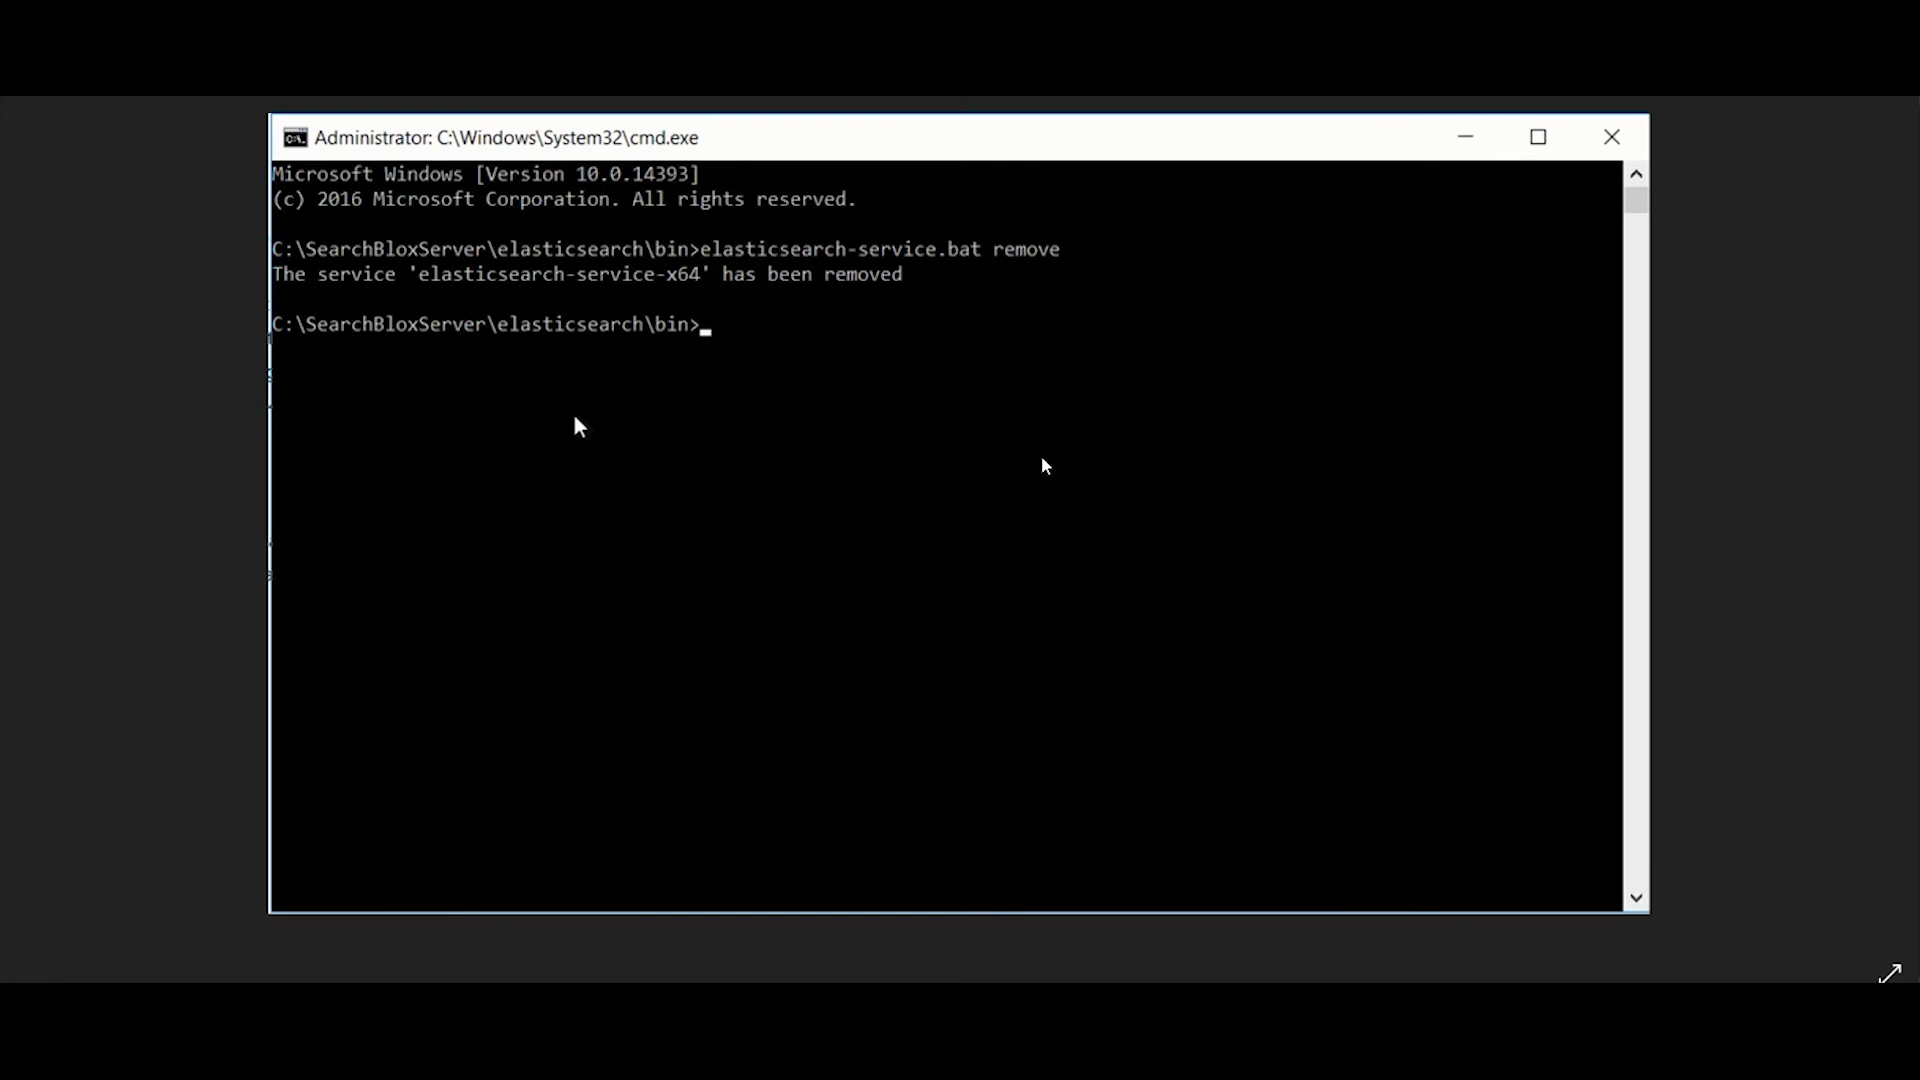 Administrator: C:\Windows\System32\cmd.exe
Microsoft Windows [Version 10.0.14393]
(c) 2016 Microsoft Corporation. All rights reserved.
C:\SearchBloxServer\elasticsearch\bin>elasticsearch-service.bat remove
The service 'elasticsearch-service-x64' has been removed
C:\SearchBloxServer\elasticsearch\bin>